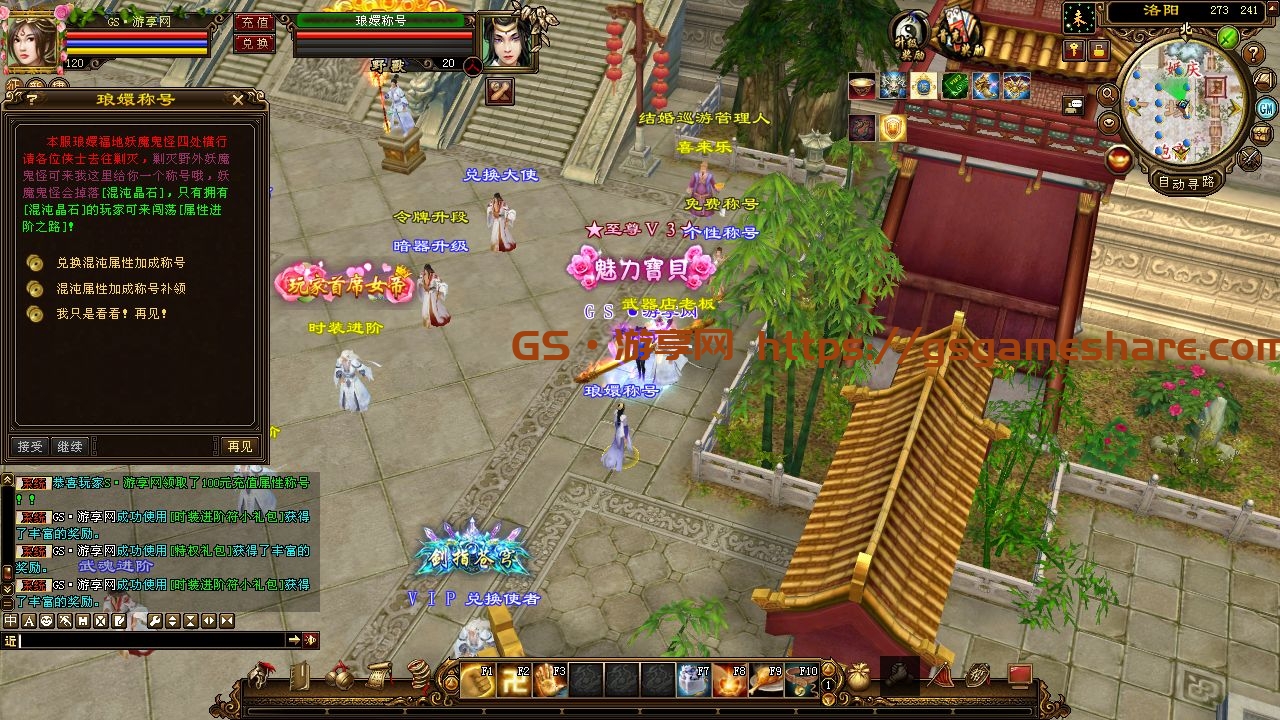 GS·游享网
120
充值
兑换
琅嬛称号
野歌
20
洛阳 273 241
北
自动寻路
GM
琅嬛称号
本服琅嬛福地妖魔鬼怪四处横行
请各位侠士去往剿灭，剿灭野外妖魔
鬼怪可来我这里给你一个称号哦，妖
魔鬼怪会掉落[混沌晶石]，只有拥有
[混沌晶石]的玩家可来闯荡[属性进
阶之路]！
兑换混沌属性加成称号
混沌属性加成称号补领
我只是看看！再见！
接受 继续 再见
结婚巡游管理人
喜来乐
兑换大使
免费称号
令牌升段
★至尊V3★
个性称号
暗器升级
魅力寶貝
玩家首席女帝
武器店老板
GS·游享网
时装进阶
GS·游享网 https://gsgameshare.com
琅嬛称号
剑指苍穹
VIP兑换使者
武魂进阶
恭喜玩家GS·游享网领取了100元充值属性称号
！！
GS·游享网成功使用[时装进阶符小礼包]获得
了丰富的奖励。
GS·游享网成功使用[特权礼包]获得了丰富的
奖励。
GS·游享网成功使用[时装进阶符小礼包]获得
了丰富的奖励。
近
F1 F2 F3 F7 F8 F9 F10
1